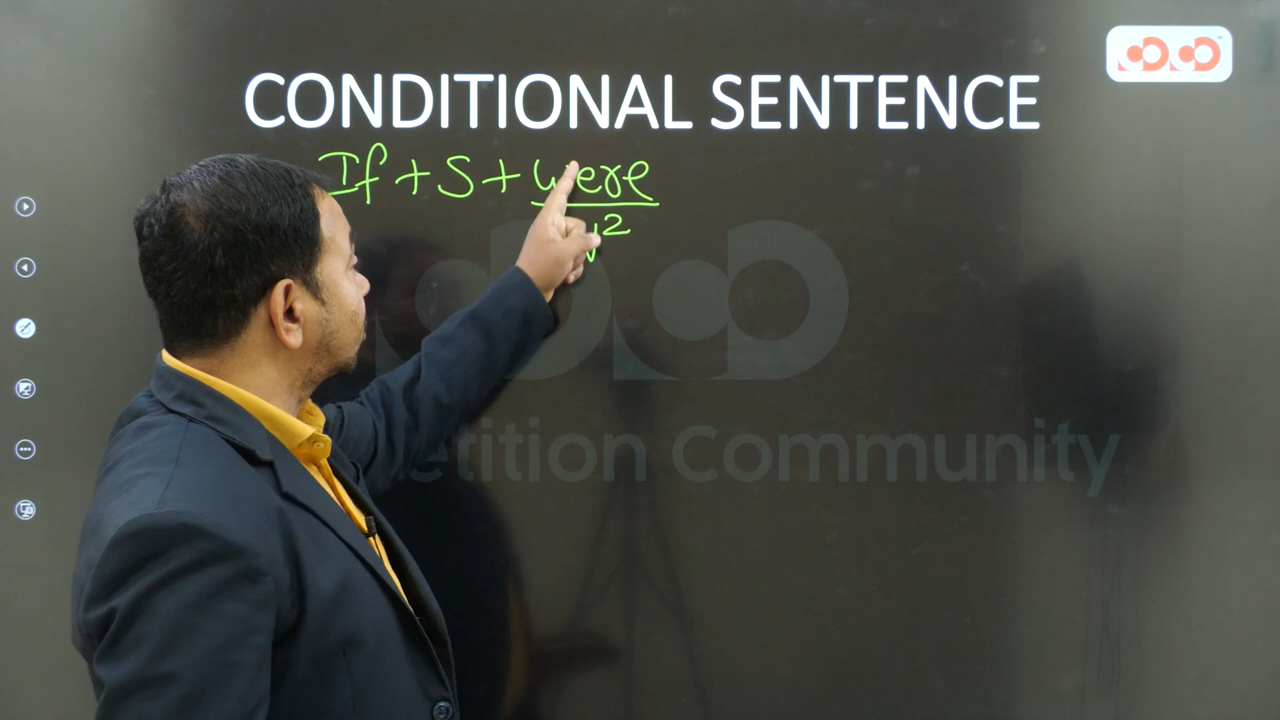 CONDITIONAL SENTENCE
If + S + were
v²
etition Community